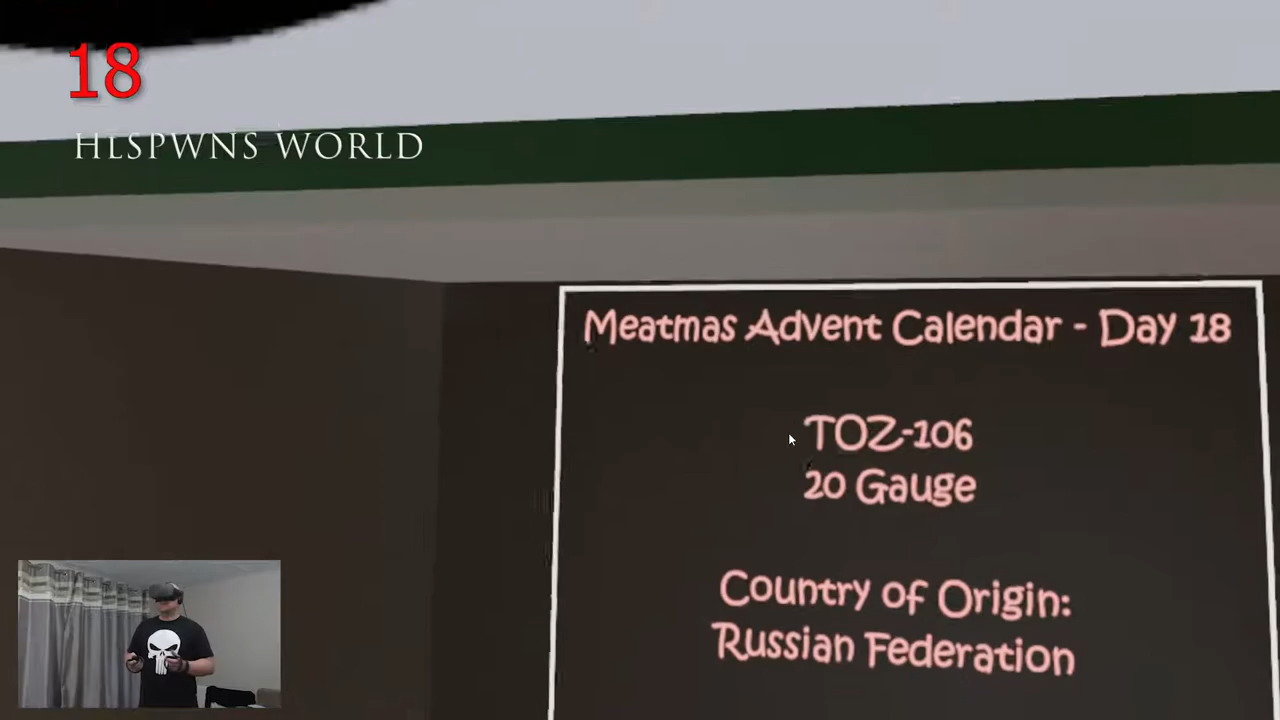 18
HLSPWNS WORLD
Meatmas Advent Calendar - Day 18
TOZ-106
20 Gauge
Country of Origin:
Russian Federation